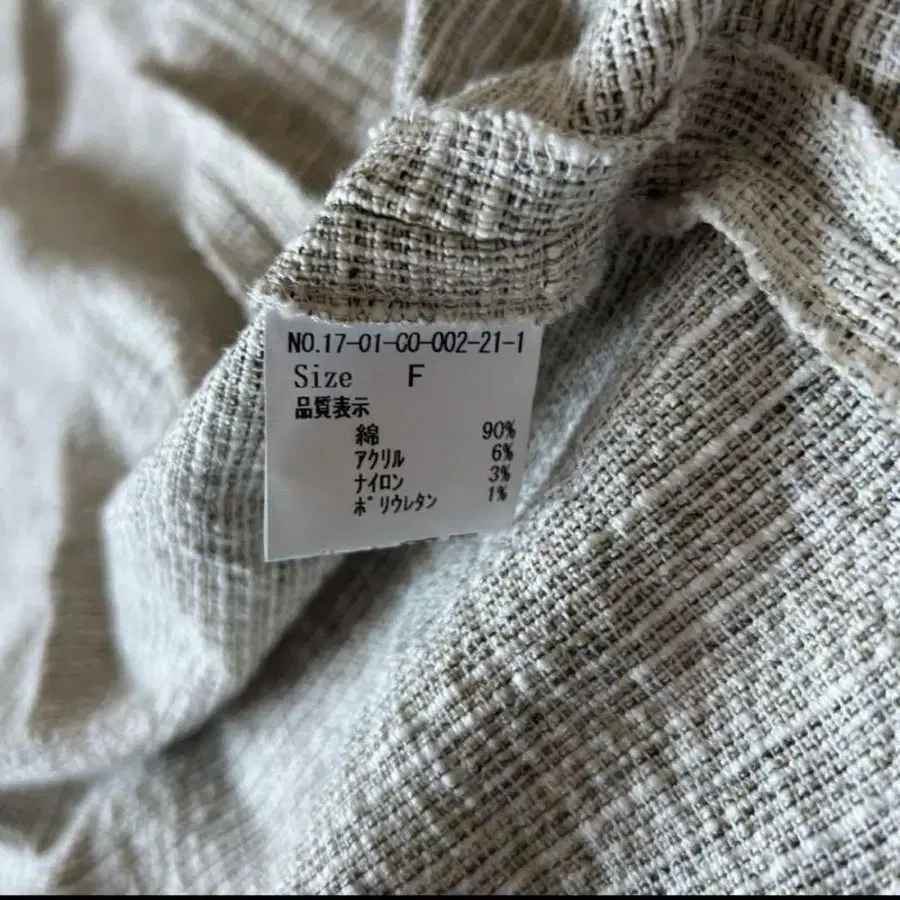 NO.17-01-CO-002-21-1
Size F
品質表示
綿 90%
アクリル 6%
ナイロン 3%
ポリウレタン 1%